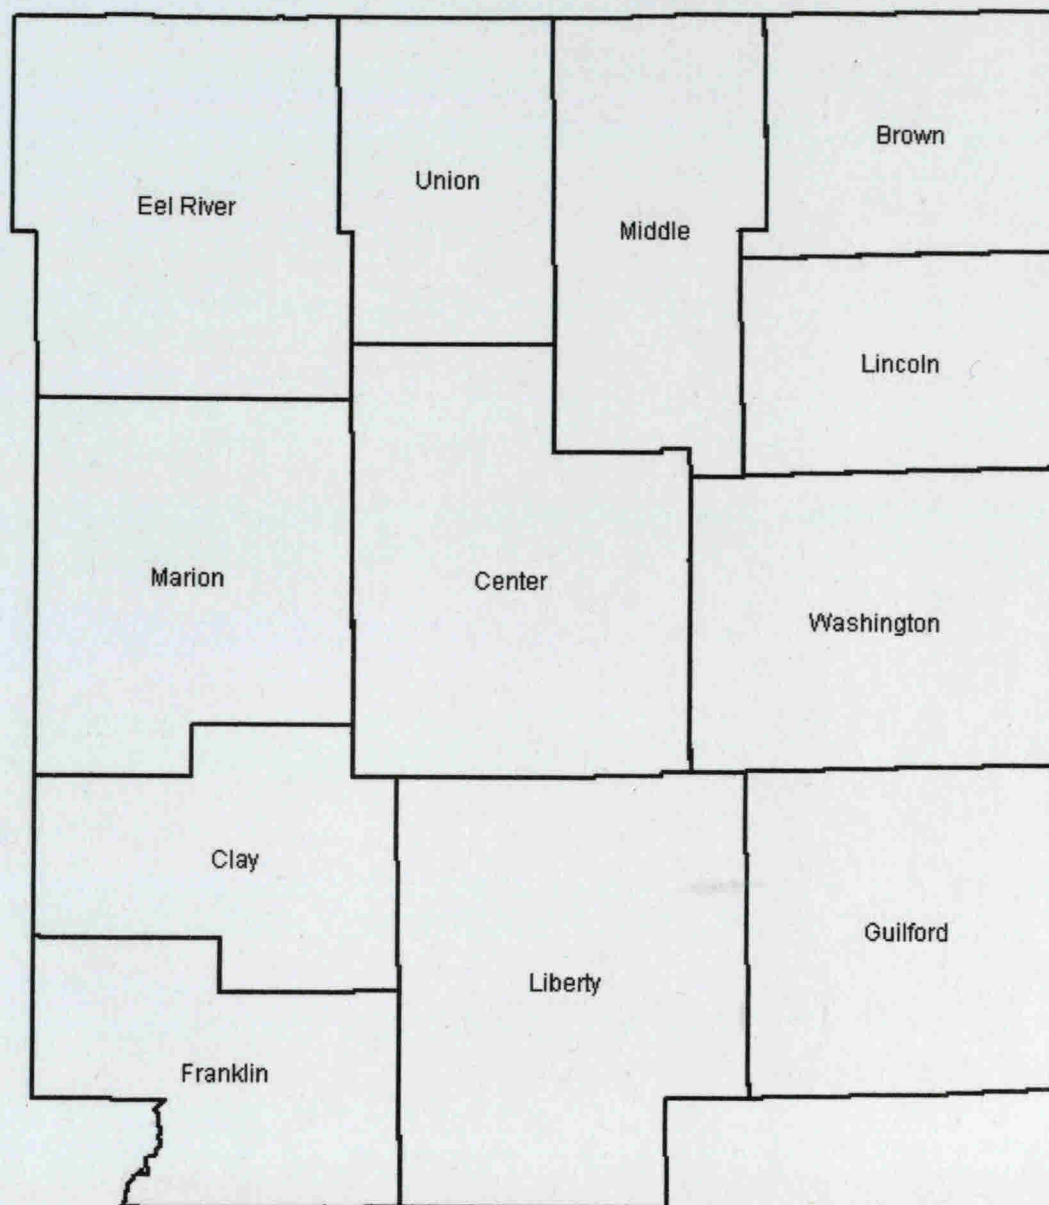 Brown
Union
Eel River
Middle
Lincoln
Marion
Center
Washington
Clay
Guilford
Liberty
Franklin